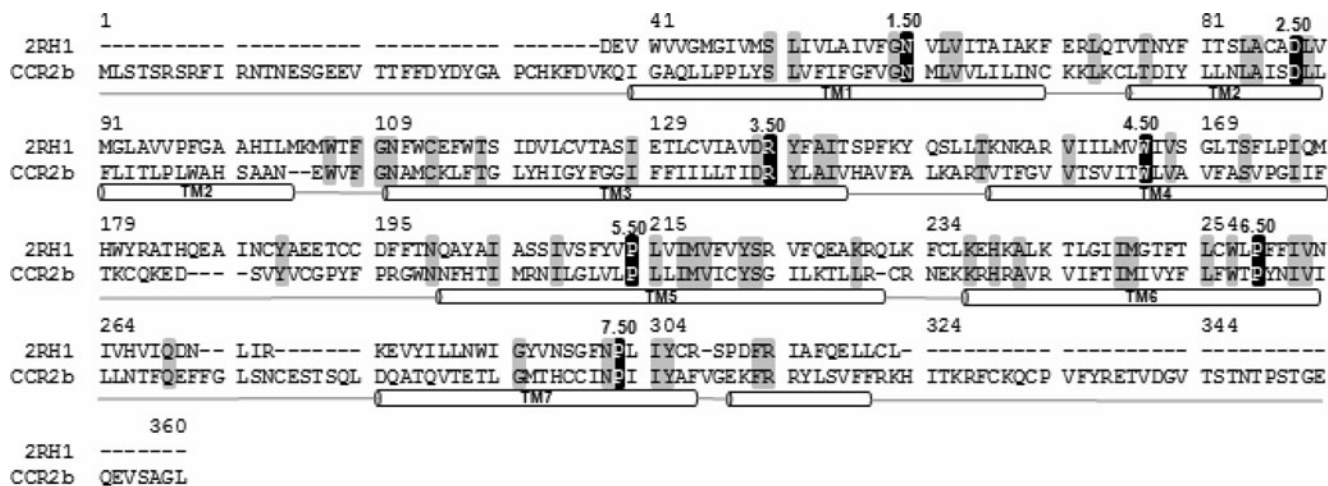 1 41 1.50 81 2.50
2RH1 ---------- ---------- ---------- -------DEV WVVGMGIVMS LIVLAIVFGN VLVITAIAKF ERLQTVTNYF ITSLACADLV
CCR2b MLSTSRSRFI RNTNESGEEV TTFFDYDYGA PCHKFDVKQI GAQLLPPLYS LVFIFGFVGN MLVVLILINC KKLKCLTDIY LLNLAISDLL
TM1 TM2
91 109 129 3.50 4.50 169
2RH1 MGLAVVPFGA AHILMKMWTF GNFWCEFWTS IDVLCVTASI ETLCVIAVDR YFAITSPFKY QSLLTKNKAR VIILMVWIVS GLTSFLPIQM
CCR2b FLITLPLWAH SAAN--EWVF GNAMCKLFTG LYHIGYFGGI FFIILLTIDR YLAIVHAVFA LKARTVTFGV VTSVITWLVA VFASVPGIIF
TM2 TM3 TM4
179 195 5.50 215 234 254 6.50
2RH1 HWYRATHQEA INCYAEETCC DFFTNQAYAI ASSIVSFYVP LVIMVFVYSR VFQEAKRQLK FCLKEHKALK TLGIIMGTFT LCWLPFFIVN
CCR2b TKCQKED--- -SVYVCGPYF PRGWNNFHTI MRNILGLVLP LLIMVICYSG ILKTLLR-CR NEKKRHRAVR VIFTIMIVYF LFWTPYNIVI
TM5 TM6
264 7.50 304 324 344
2RH1 IVHVIQDN-- LIR------- KEVYILLNWI GYVNSGFNPL IYCR-SPDFR IAFQELLCL- ---------- ---------- ----------
CCR2b LLNTFQEFFG LSNCESTSQL DQATQVTETL GMTHCCINPI IYAFVGEKFR RYLSVFFRKH ITKRFCKQCP VFYRETVDGV TSTNTPSTGE
TM7
360
2RH1 -------
CCR2b QEVSAGL